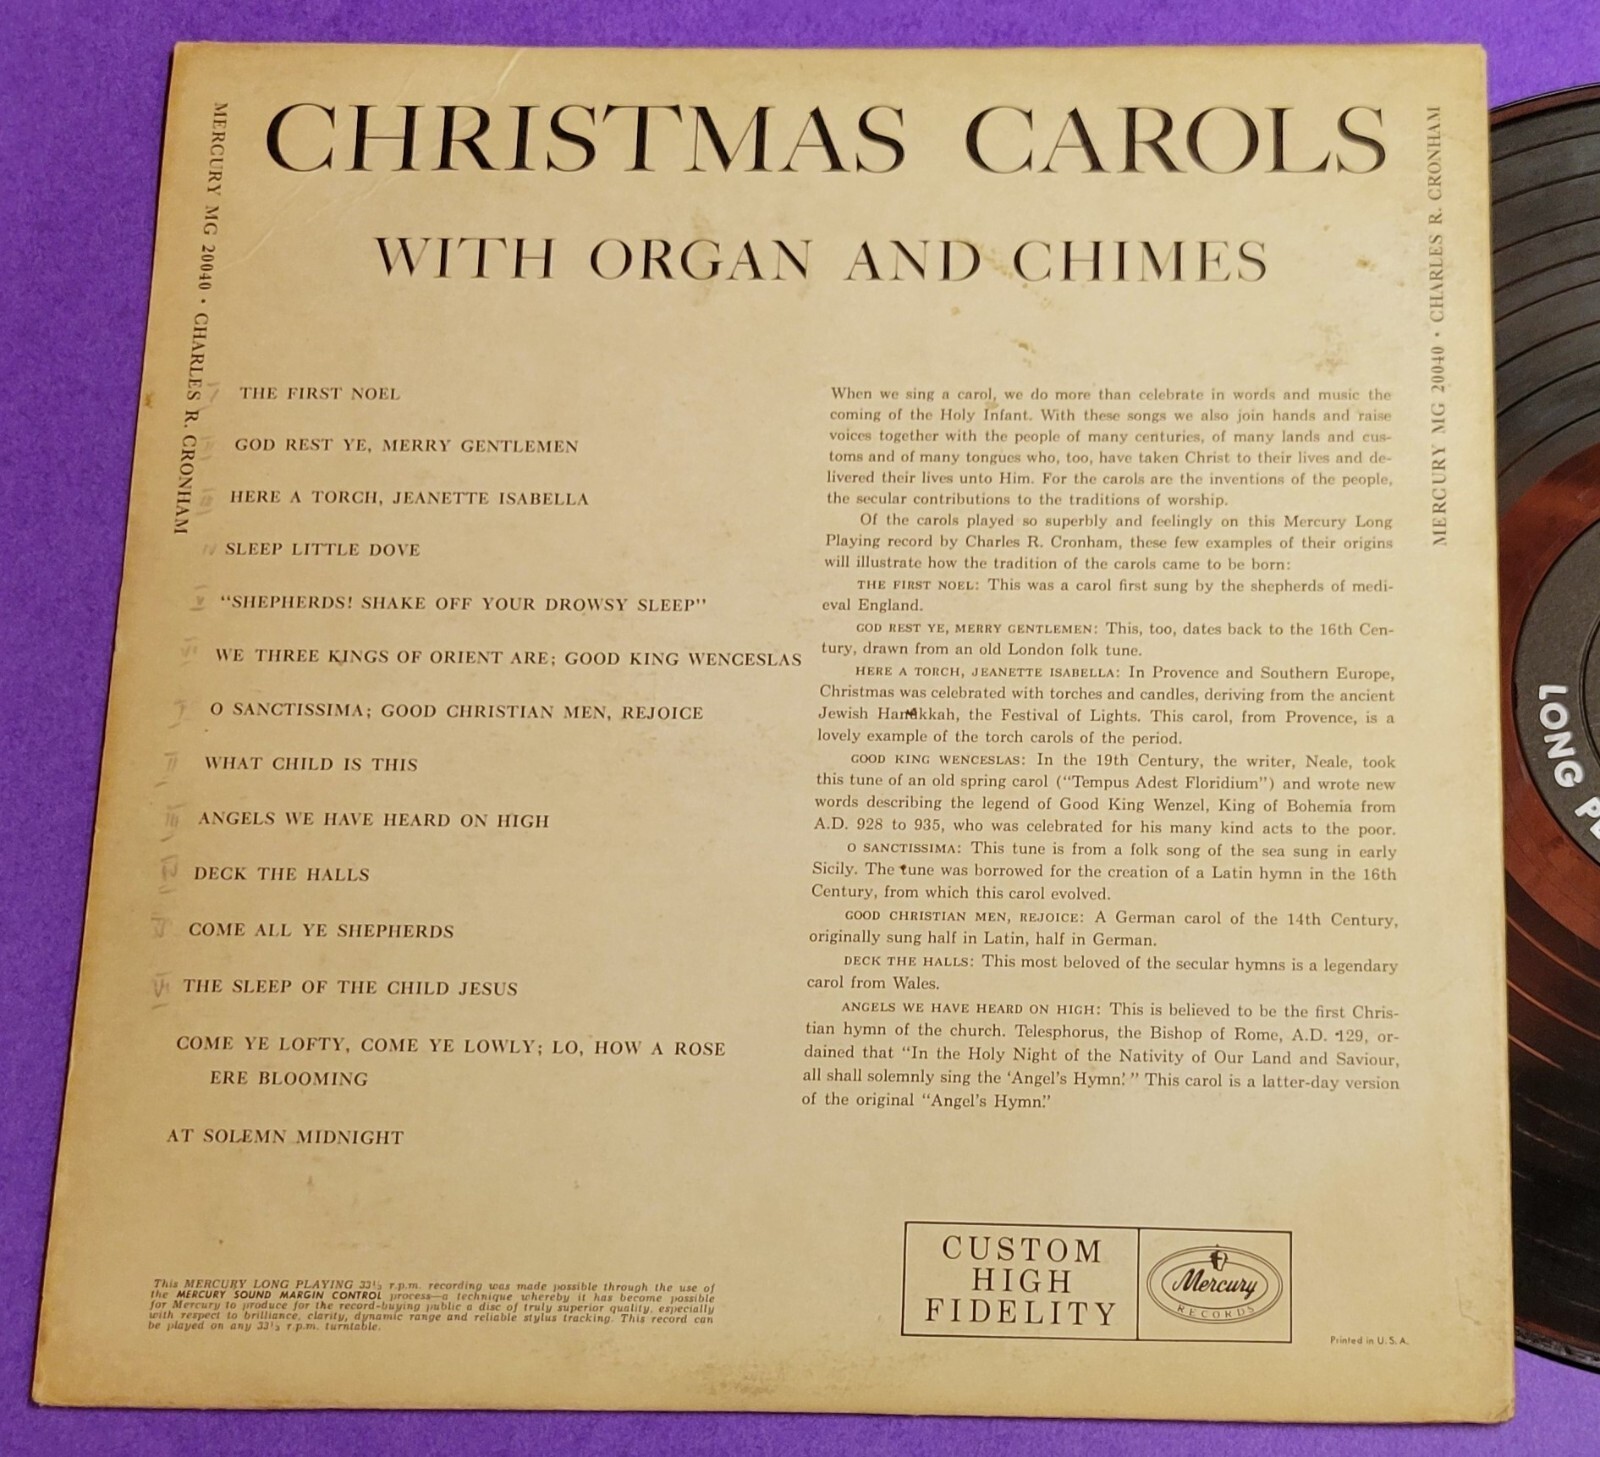 CHRISTMAS CAROLS
WITH ORGAN AND CHIMES
MERCURY MG 20040 · CHARLES R. CRONHAM
MERCURY MG 20040 · CHARLES R. CRONHAM
THE FIRST NOEL
GOD REST YE, MERRY GENTLEMEN
HERE A TORCH, JEANETTE ISABELLA
SLEEP LITTLE DOVE
"SHEPHERDS! SHAKE OFF YOUR DROWSY SLEEP"
WE THREE KINGS OF ORIENT ARE; GOOD KING WENCESLAS
O SANCTISSIMA; GOOD CHRISTIAN MEN, REJOICE
WHAT CHILD IS THIS
ANGELS WE HAVE HEARD ON HIGH
DECK THE HALLS
COME ALL YE SHEPHERDS
THE SLEEP OF THE CHILD JESUS
COME YE LOFTY, COME YE LOWLY; LO, HOW A ROSE
ERE BLOOMING
AT SOLEMN MIDNIGHT
When we sing a carol, we do more than celebrate in words and music the
coming of the Holy Infant. With these songs we also join hands and raise
voices together with the people of many centuries, of many lands and cus-
toms and of many tongues who, too, have taken Christ to their lives and de-
livered their lives unto Him. For the carols are the inventions of the people,
the secular contributions to the traditions of worship.
Of the carols played so superbly and feelingly on this Mercury Long
Playing record by Charles R. Cronham, these few examples of their origins
will illustrate how the tradition of the carols came to be born:
THE FIRST NOEL: This was a carol first sung by the shepherds of medi-
eval England.
GOD REST YE, MERRY GENTLEMEN: This, too, dates back to the 16th Cen-
tury, drawn from an old London folk tune.
HERE A TORCH, JEANETTE ISABELLA: In Provence and Southern Europe,
Christmas was celebrated with torches and candles, deriving from the ancient
Jewish Hanukkah, the Festival of Lights. This carol, from Provence, is a
lovely example of the torch carols of the period.
GOOD KING WENCESLAS: In the 19th Century, the writer, Neale, took
this tune of an old spring carol ("Tempus Adest Floridium") and wrote new
words describing the legend of Good King Wenzel, King of Bohemia from
A.D. 928 to 935, who was celebrated for his many kind acts to the poor.
O SANCTISSIMA: This tune is from a folk song of the sea sung in early
Sicily. The tune was borrowed for the creation of a Latin hymn in the 16th
Century, from which this carol evolved.
GOOD CHRISTIAN MEN, REJOICE: A German carol of the 14th Century,
originally sung half in Latin, half in German.
DECK THE HALLS: This most beloved of the secular hymns is a legendary
carol from Wales.
ANGELS WE HAVE HEARD ON HIGH: This is believed to be the first Chris-
tian hymn of the church. Telesphorus, the Bishop of Rome, A.D. 129, or-
dained that "In the Holy Night of the Nativity of Our Land and Saviour,
all shall solemnly sing the 'Angel's Hymn.'" This carol is a latter-day version
of the original "Angel's Hymn."
This MERCURY LONG PLAYING 33⅓ r.p.m. recording was made possible through the use of
the MERCURY SOUND MARGIN CONTROL process—a technique whereby it has become possible
for Mercury to produce for the record-buying public a disc of truly superior quality, especially
with respect to brilliance, clarity, dynamic range and reliable stylus tracking. This record can
be played on any 33⅓ r.p.m. turntable.
CUSTOM
HIGH
FIDELITY
Mercury
RECORDS
Printed in U.S.A.
LONG